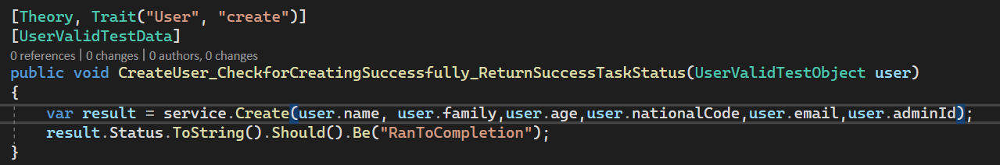 [Theory, Trait("User", "create")]
[UserValidTestData]
0 references | 0 changes | 0 authors, 0 changes
public void CreateUser_CheckforCreatingSuccessfully_ReturnSuccessTaskStatus(UserValidTestObject user)
{
var result = service.Create(user.name, user.family,user.age,user.nationalCode,user.email,user.adminId);
result.Status.ToString().Should().Be("RanToCompletion");
}